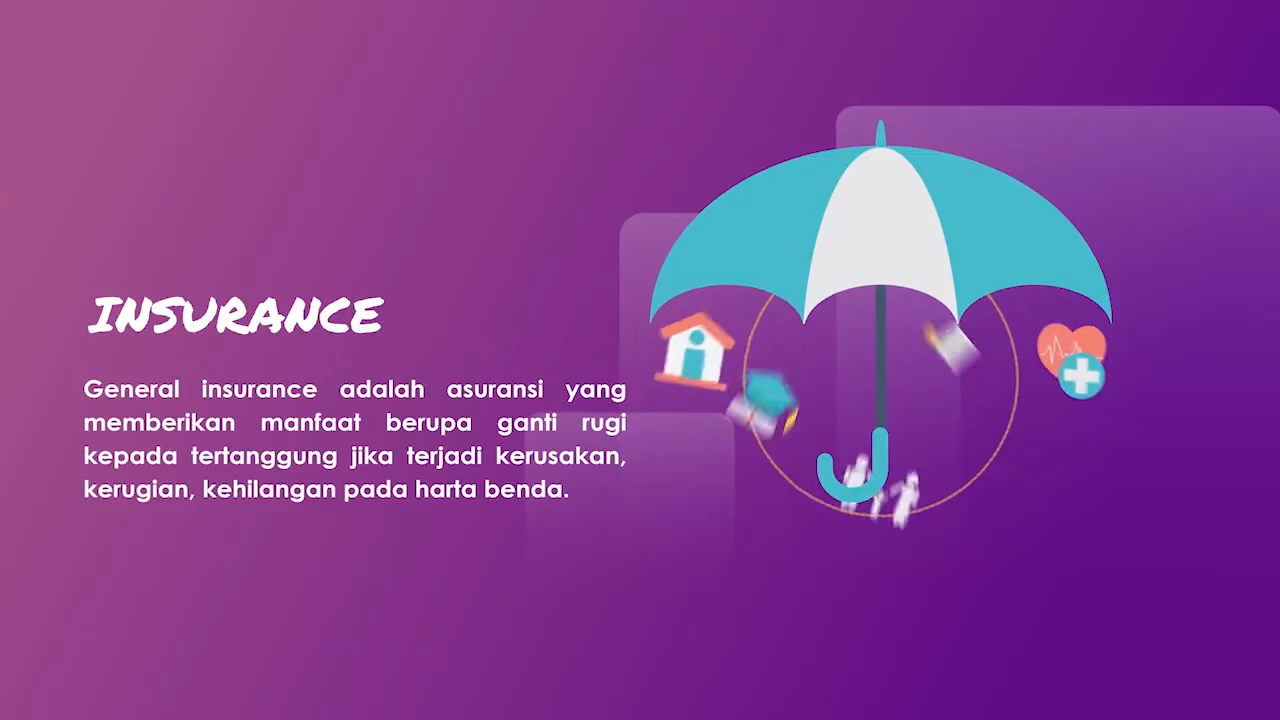 INSURANCE
General insurance adalah asuransi yang
memberikan manfaat berupa ganti rugi
kepada tertanggung jika terjadi kerusakan,
kerugian, kehilangan pada harta benda.